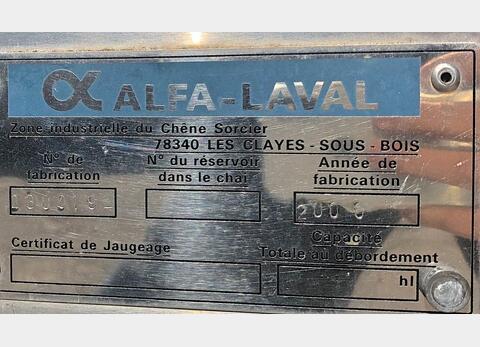 α ALFA-LAVAL
Zone industrielle du Chêne Sorcier
78340 LES CLAYES - SOUS - BOIS
N° de fabrication
N° du réservoir dans le chai
Année de fabrication
Certificat de Jaugeage
Capacité
Totale au débordement
hl